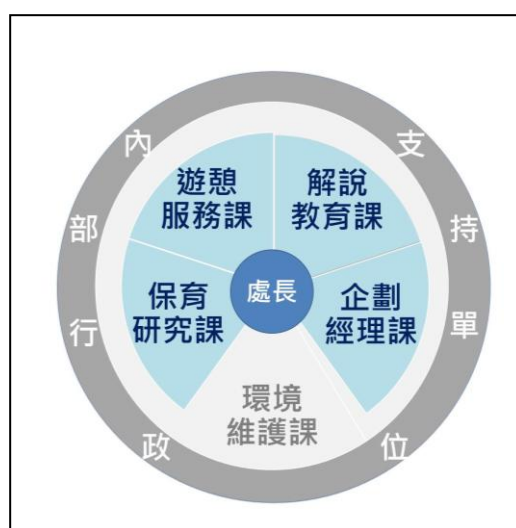 內部行政
支持單位
遊憩
服務課
解說
教育課
保育
研究課
處長
企劃
經理課
環境
維護課